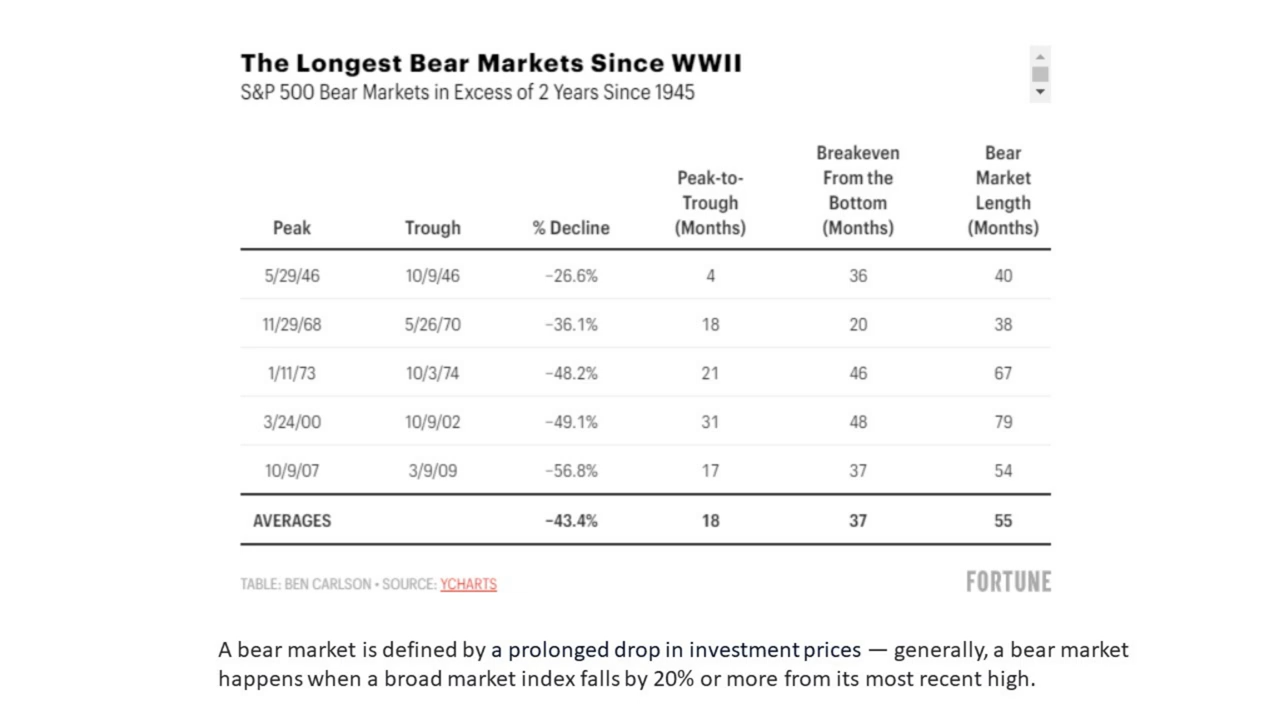 The Longest Bear Markets Since WWII
S&P 500 Bear Markets in Excess of 2 Years Since 1945
Peak Trough % Decline Peak-to-Trough (Months) Breakeven From the Bottom (Months) Bear Market Length (Months)
5/29/46 10/9/46 −26.6% 4 36 40
11/29/68 5/26/70 −36.1% 18 20 38
1/11/73 10/3/74 −48.2% 21 46 67
3/24/00 10/9/02 −49.1% 31 48 79
10/9/07 3/9/09 −56.8% 17 37 54
AVERAGES −43.4% 18 37 55
TABLE: BEN CARLSON • SOURCE: YCHARTS
FORTUNE
A bear market is defined by a prolonged drop in investment prices — generally, a bear market
happens when a broad market index falls by 20% or more from its most recent high.